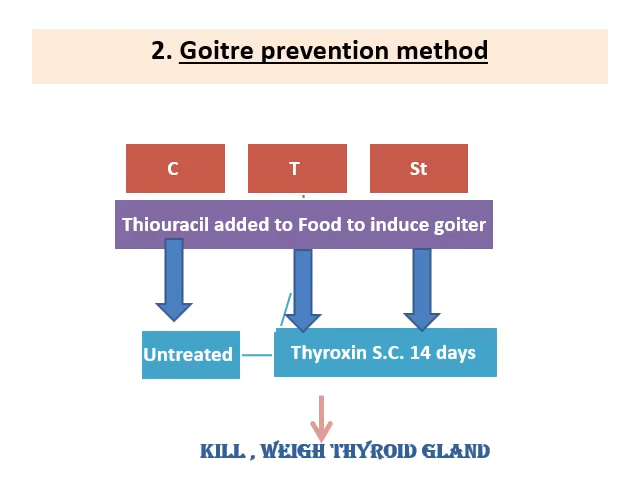 2. Goitre prevention method
C
T
St
Thiouracil added to Food to induce goiter
Untreated
Thyroxin S.C. 14 days
KILL , WEIGH THYROID GLAND